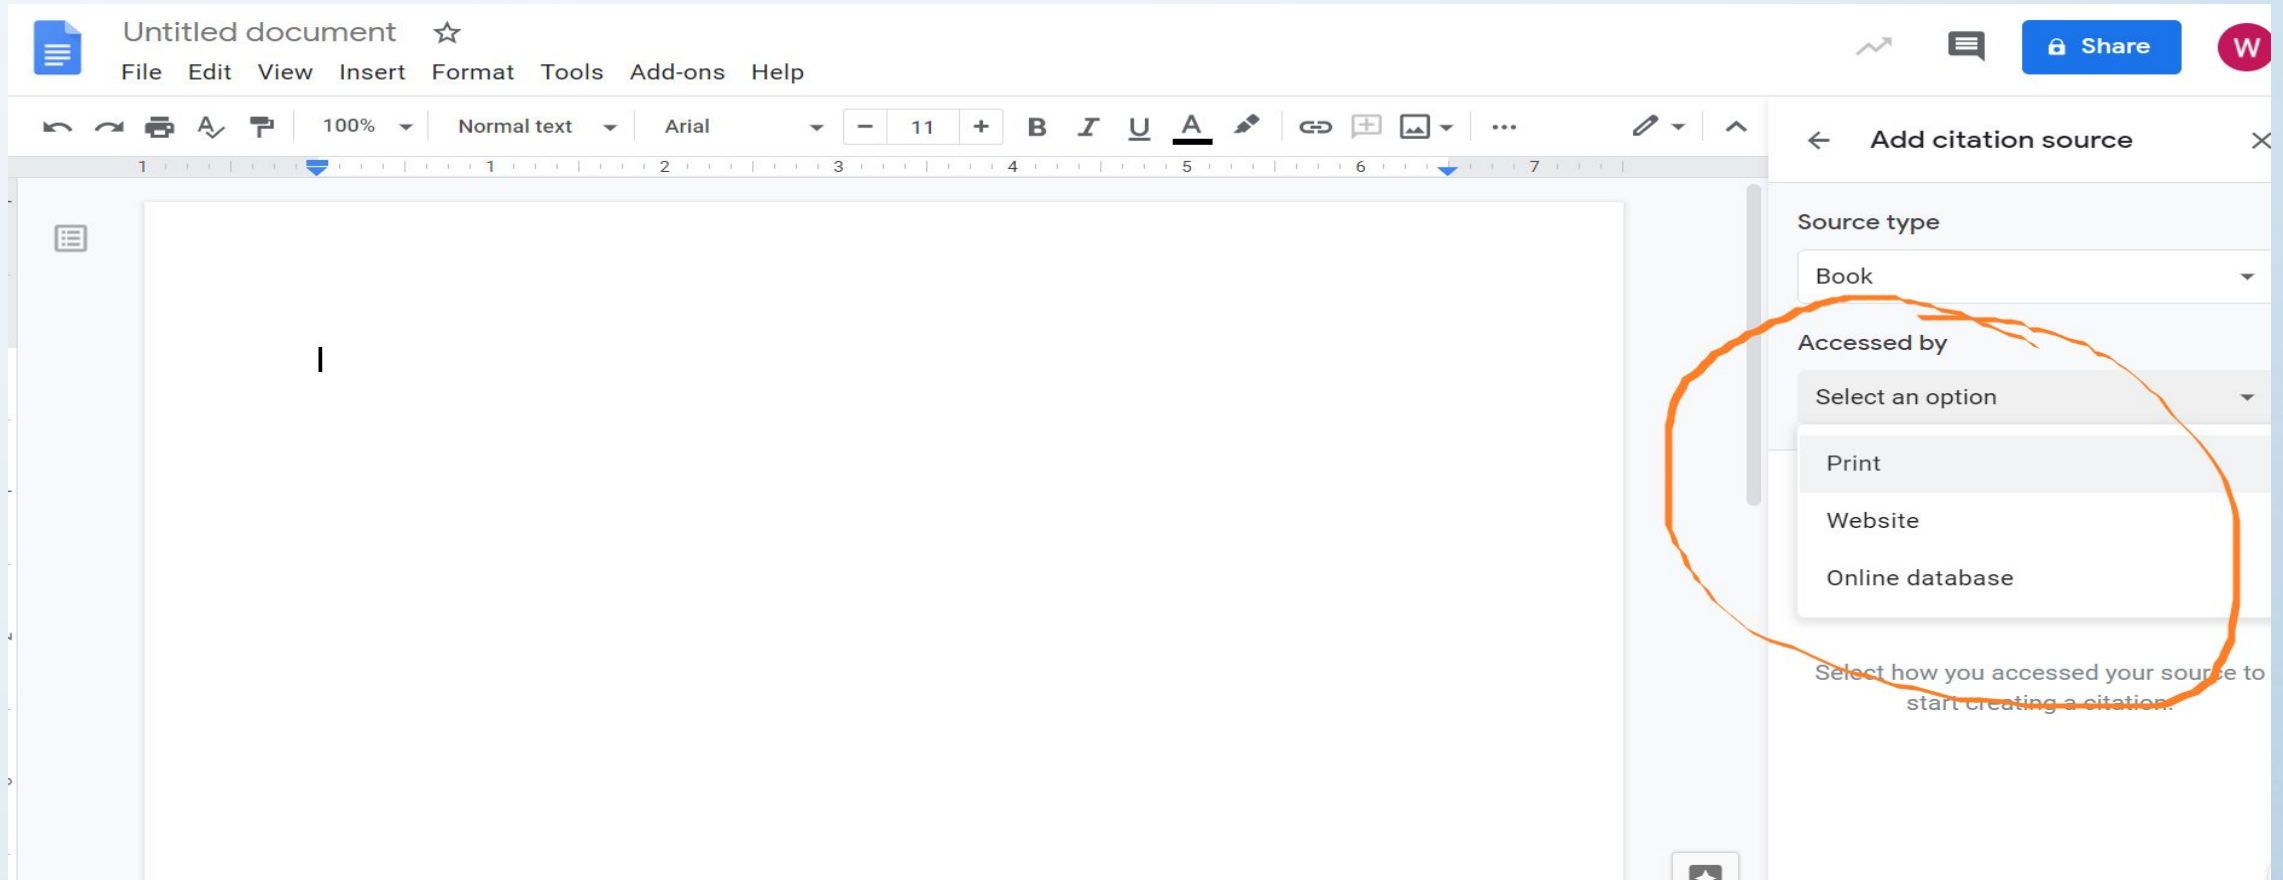 Untitled document
Share
W
File Edit View Insert Format Tools Add-ons Help
100% Normal text Arial 11 B I U A
Add citation source
1 1 2 3 4 5 6 7
Source type
Book
Accessed by
Select an option
Print
Website
Online database
Select how you accessed your source to
start creating a citation.